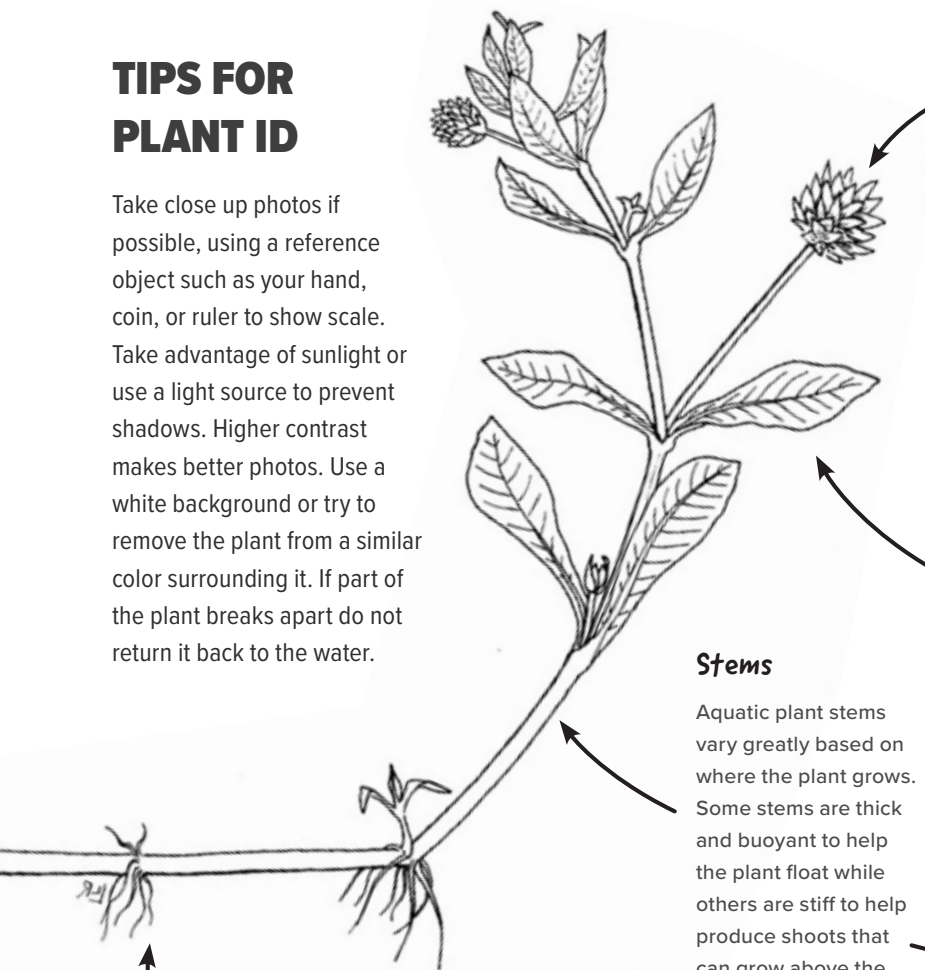 TIPS FOR
PLANT ID
Take close up photos if
possible, using a reference
object such as your hand,
coin, or ruler to show scale.
Take advantage of sunlight or
use a light source to prevent
shadows. Higher contrast
makes better photos. Use a
white background or try to
remove the plant from a similar
color surrounding it. If part of
the plant breaks apart do not
return it back to the water.
Stems
Aquatic plant stems
vary greatly based on
where the plant grows.
Some stems are thick
and buoyant to help
the plant float while
others are stiff to help
produce shoots that
can grow above the